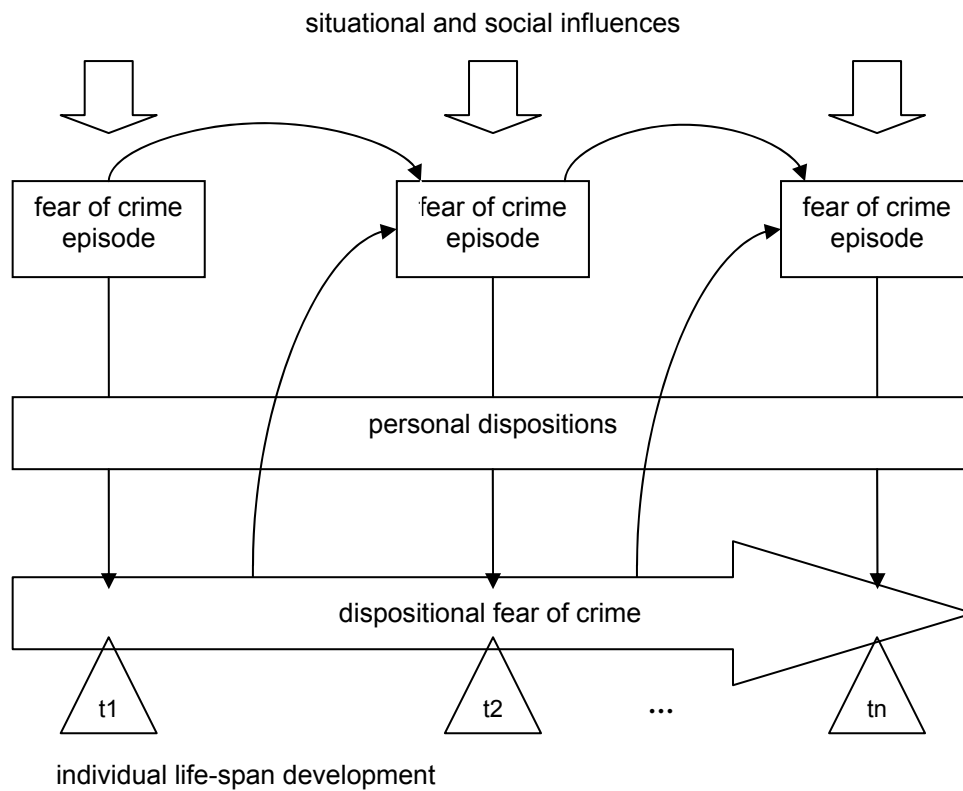 situational and social influences
fear of crime
episode
fear of crime
episode
fear of crime
episode
personal dispositions
dispositional fear of crime
t1
t2
...
tn
individual life-span development